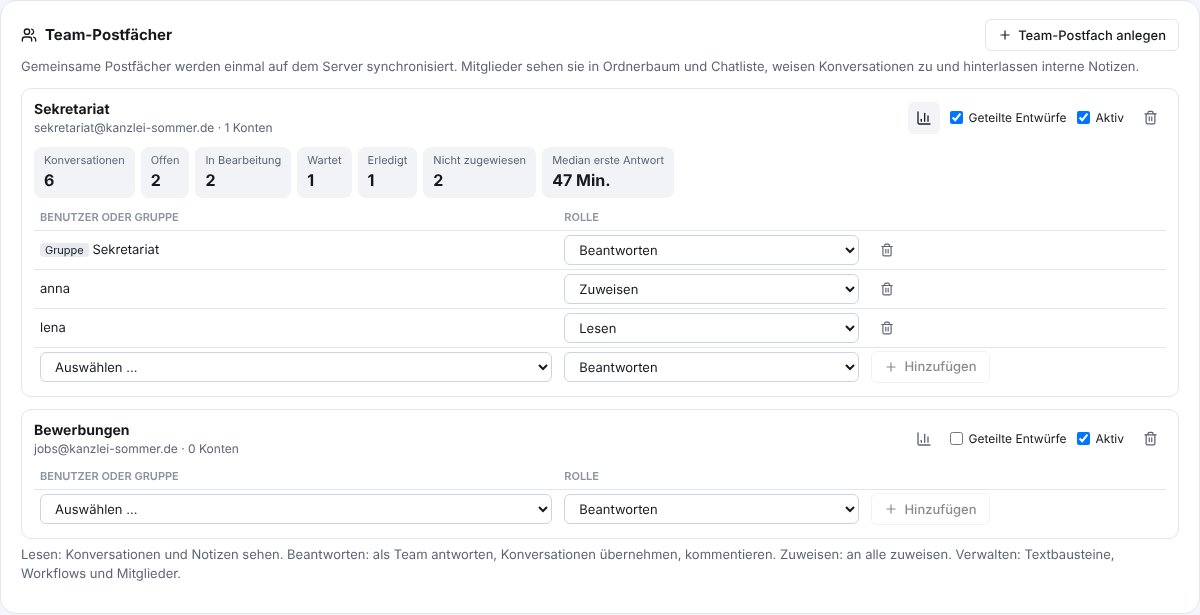 Team-Postfächer
+ Team-Postfach anlegen
Gemeinsame Postfächer werden einmal auf dem Server synchronisiert. Mitglieder sehen sie in Ordnerbaum und Chatliste, weisen Konversationen zu und hinterlassen interne Notizen.
Sekretariat
sekretariat@kanzlei-sommer.de · 1 Konten
Geteilte Entwürfe Aktiv
Konversationen Offen In Bearbeitung Wartet Erledigt Nicht zugewiesen Median erste Antwort
6 2 2 1 1 2 47 Min.
BENUTZER ODER GRUPPE ROLLE
Gruppe Sekretariat Beantworten
anna Zuweisen
lena Lesen
Auswählen ... Beantworten + Hinzufügen
Bewerbungen
jobs@kanzlei-sommer.de · 0 Konten
Geteilte Entwürfe Aktiv
BENUTZER ODER GRUPPE ROLLE
Auswählen ... Beantworten + Hinzufügen
Lesen: Konversationen und Notizen sehen. Beantworten: als Team antworten, Konversationen übernehmen, kommentieren. Zuweisen: an alle zuweisen. Verwalten: Textbausteine,
Workflows und Mitglieder.